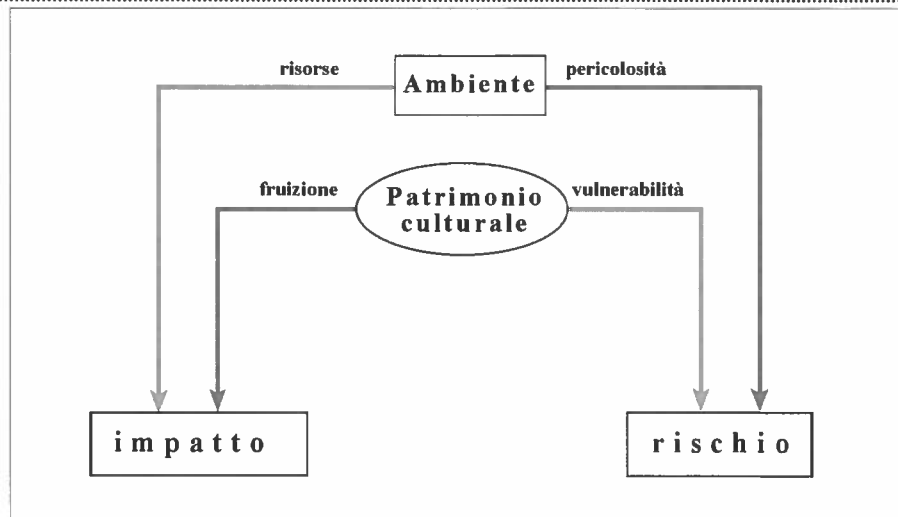 risorse
Ambiente
pericolosità
fruizione
Patrimonio
culturale
vulnerabilità
impatto
rischio